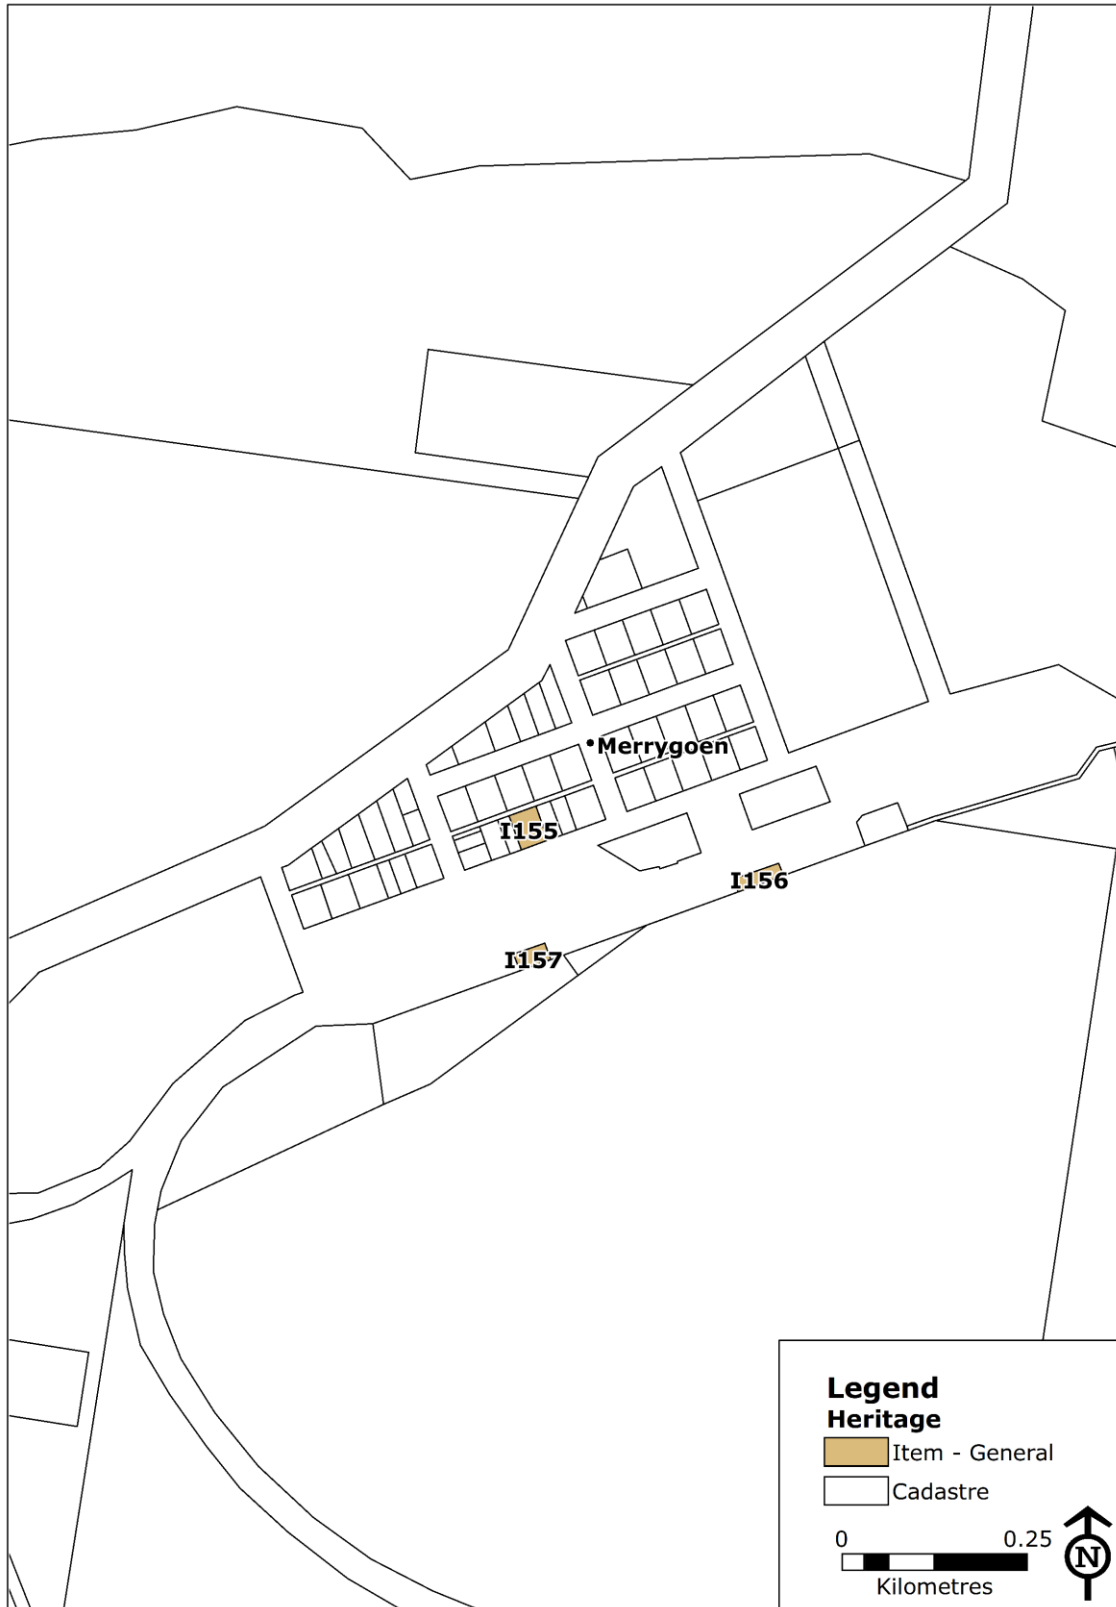 Merrygoen
I155
I156
I157
Legend
Heritage
Item - General
Cadastre
0 0.25
Kilometres
N